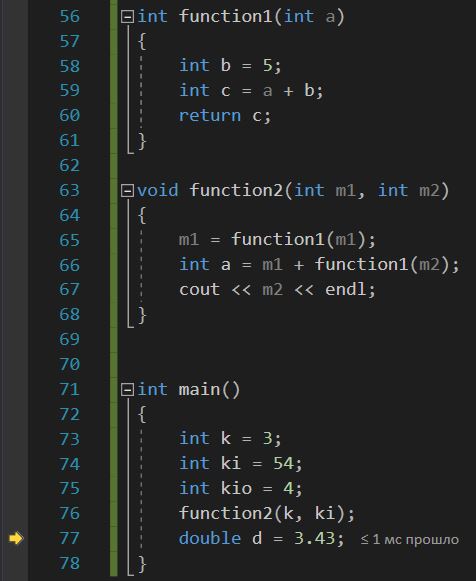 56 int function1(int a)
57 {
58 int b = 5;
59 int c = a + b;
60 return c;
61 }
62
63 void function2(int m1, int m2)
64 {
65 m1 = function1(m1);
66 int a = m1 + function1(m2);
67 cout << m2 << endl;
68 }
69
70
71 int main()
72 {
73 int k = 3;
74 int ki = 54;
75 int kio = 4;
76 function2(k, ki);
77 double d = 3.43; ≤ 1 мс прошло
78 }